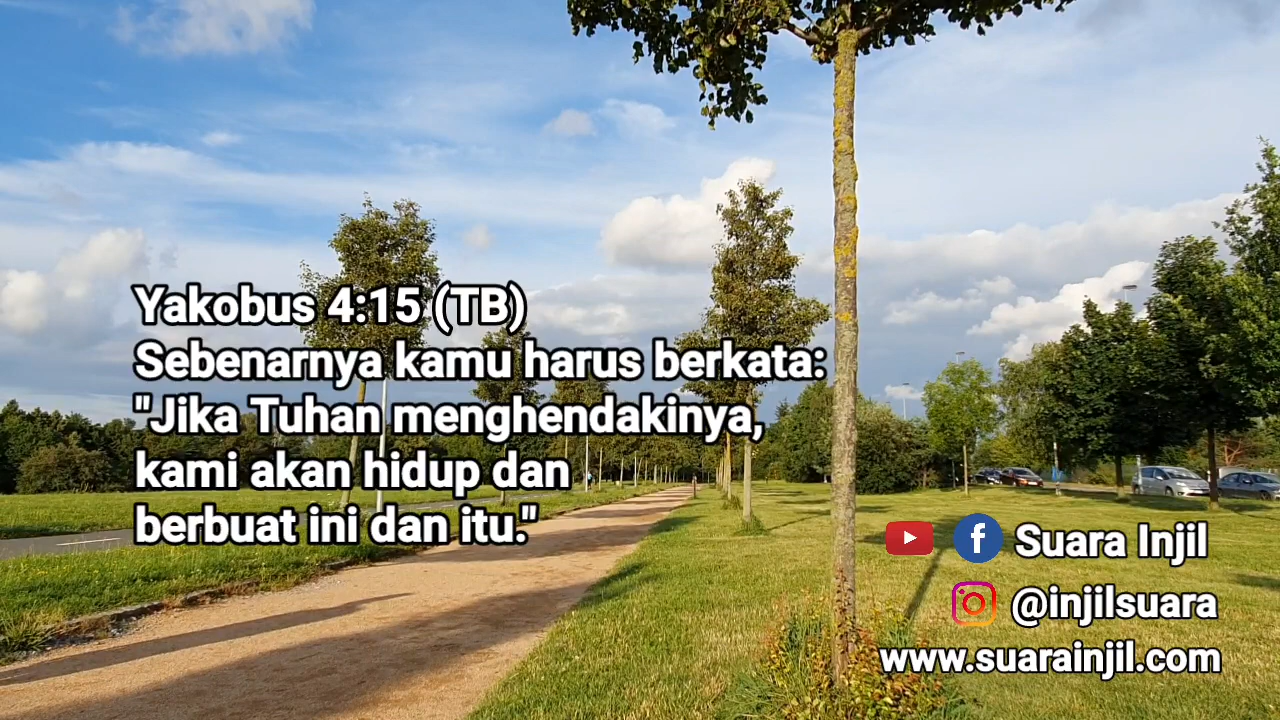 Yakobus 4:15 (TB)
Sebenarnya kamu harus berkata:
"Jika Tuhan menghendakinya,
kami akan hidup dan
berbuat ini dan itu."
Suara Injil
@injilsuara
www.suarainjil.com